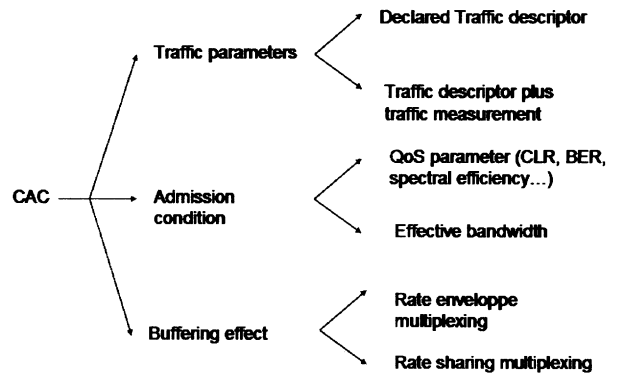 Declared Traffic descriptor
Traffic parameters
Traffic descriptor plus
traffic measurement
QoS parameter (CLR, BER,
spectral efficiency...)
CAC
Admission
condition
Effective bandwidth
Rate enveloppe
multiplexing
Buffering effect
Rate sharing multiplexing